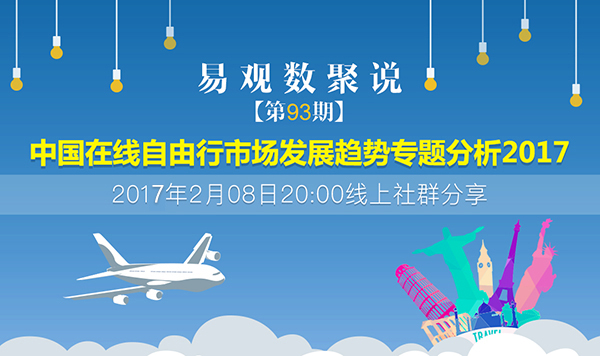 易观数聚说
【第93期】
中国在线自由行市场发展趋势专题分析2017
2017年2月08日20:00线上社群分享
TRAVEL